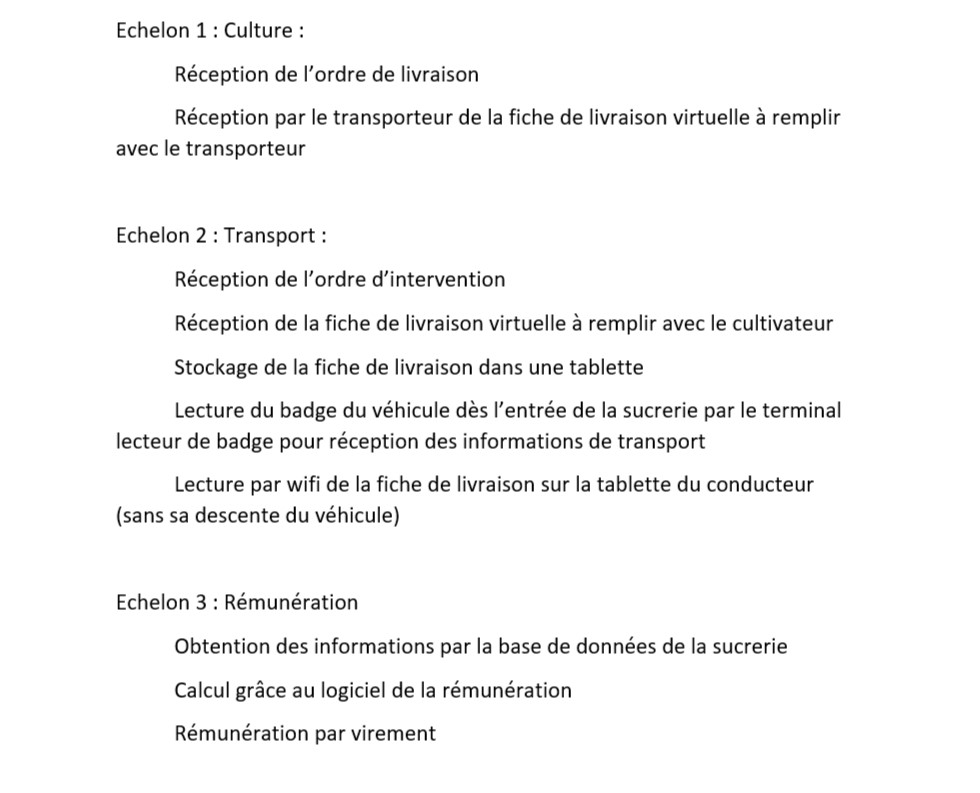 Echelon 1 : Culture :
Réception de l’ordre de livraison
Réception par le transporteur de la fiche de livraison virtuelle à remplir
avec le transporteur
Echelon 2 : Transport :
Réception de l’ordre d’intervention
Réception de la fiche de livraison virtuelle à remplir avec le cultivateur
Stockage de la fiche de livraison dans une tablette
Lecture du badge du véhicule dès l’entrée de la sucrerie par le terminal
lecteur de badge pour réception des informations de transport
Lecture par wifi de la fiche de livraison sur la tablette du conducteur
(sans sa descente du véhicule)
Echelon 3 : Rémunération
Obtention des informations par la base de données de la sucrerie
Calcul grâce au logiciel de la rémunération
Rémunération par virement